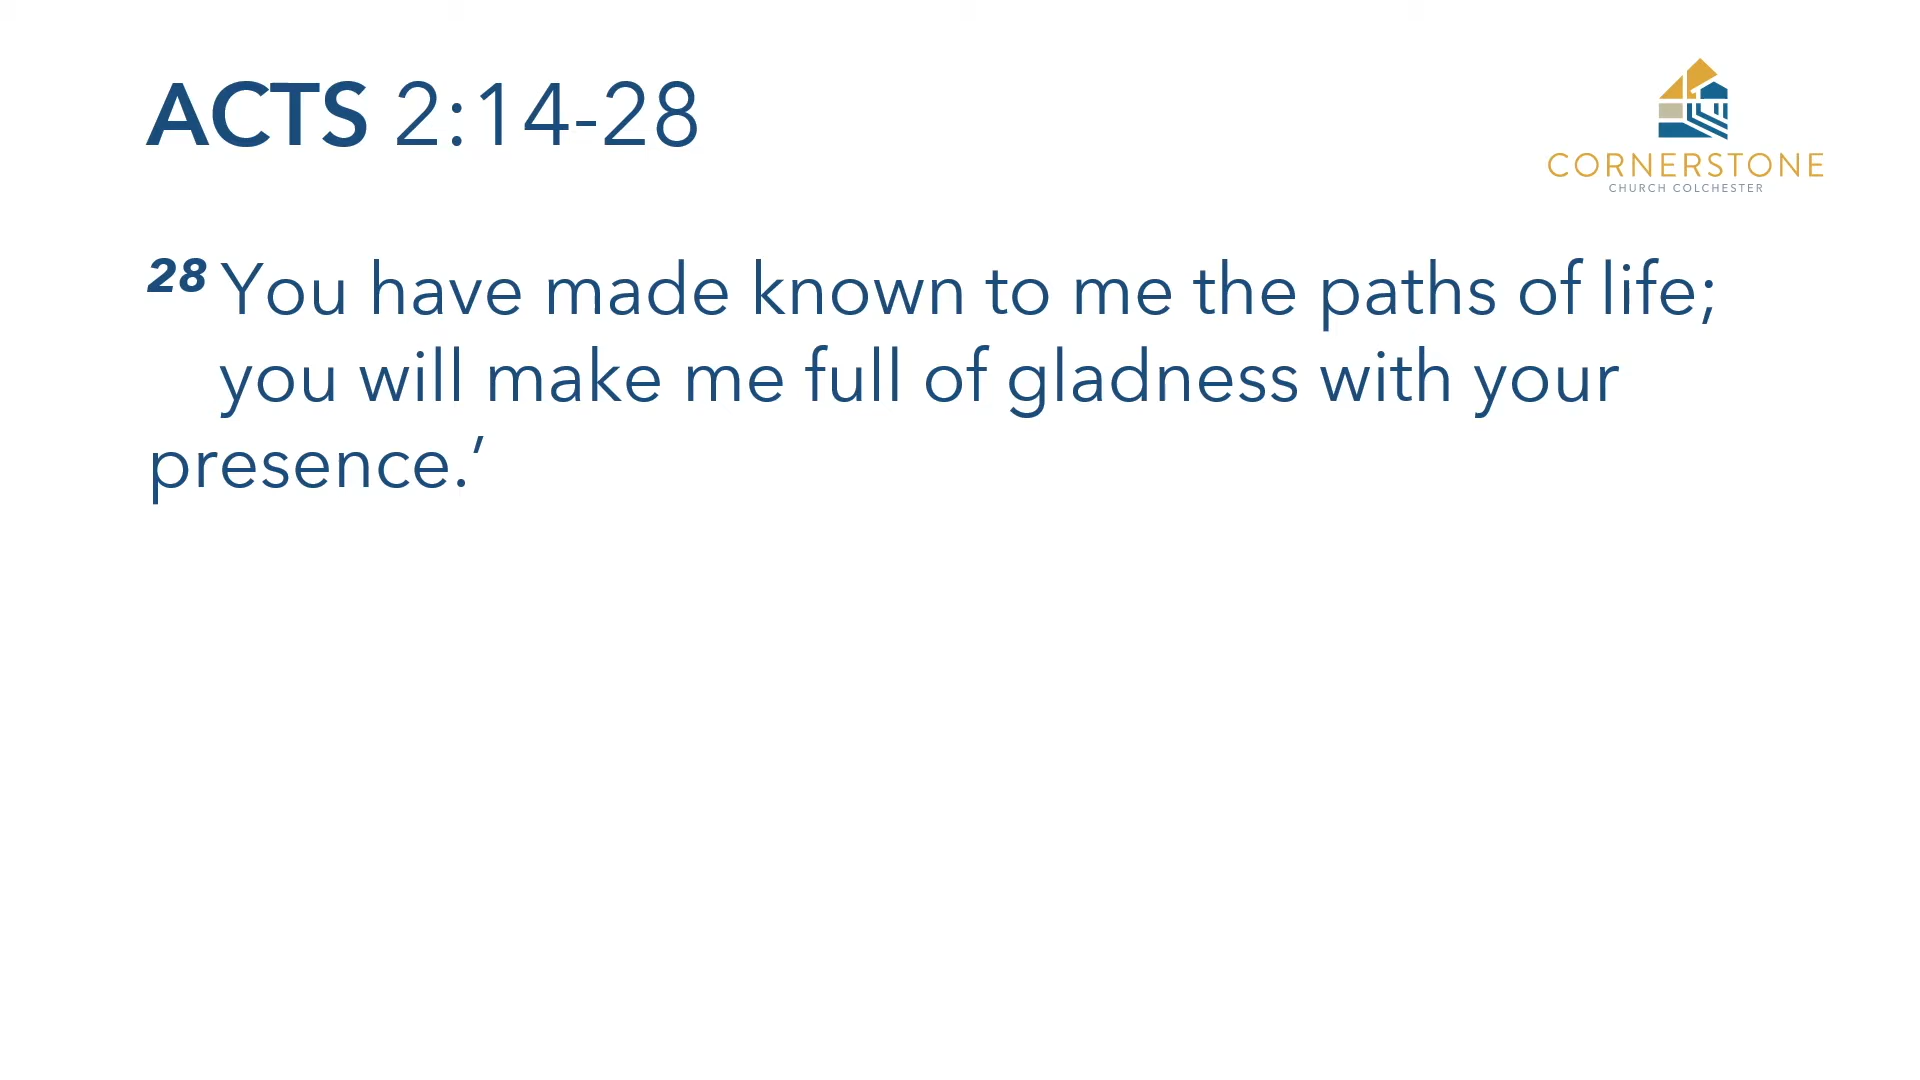 ACTS 2:14-28
CORNERSTONE
CHURCH COLCHESTER
28 You have made known to me the paths of life;
you will make me full of gladness with your
presence.’